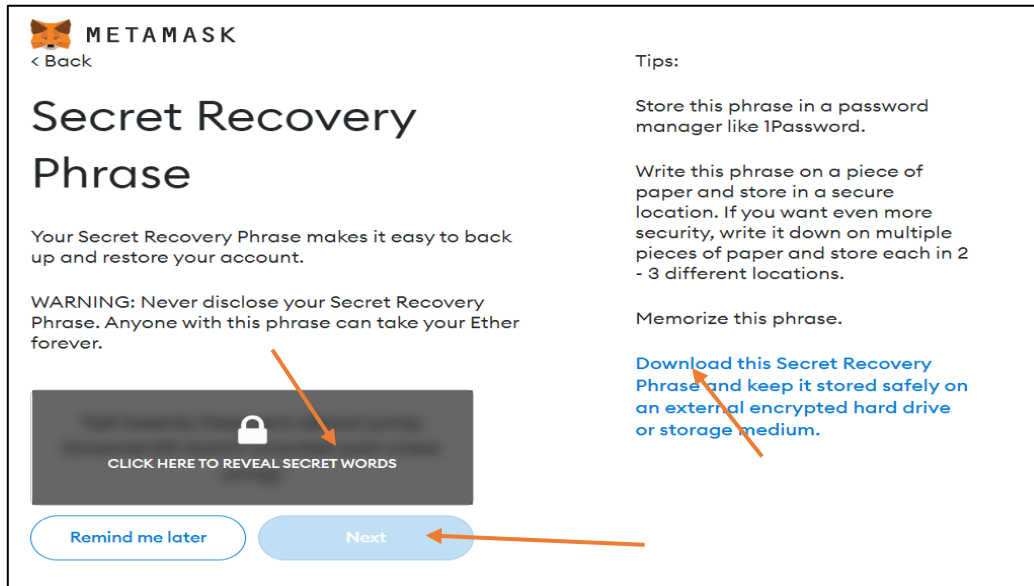 METAMASK
< Back
Secret Recovery
Phrase
Your Secret Recovery Phrase makes it easy to back
up and restore your account.
WARNING: Never disclose your Secret Recovery
Phrase. Anyone with this phrase can take your Ether
forever.
CLICK HERE TO REVEAL SECRET WORDS
Remind me later
Next
Tips:
Store this phrase in a password
manager like 1Password.
Write this phrase on a piece of
paper and store in a secure
location. If you want even more
security, write it down on multiple
pieces of paper and store each in 2
- 3 different locations.
Memorize this phrase.
Download this Secret Recovery
Phrase and keep it stored safely on
an external encrypted hard drive
or storage medium.